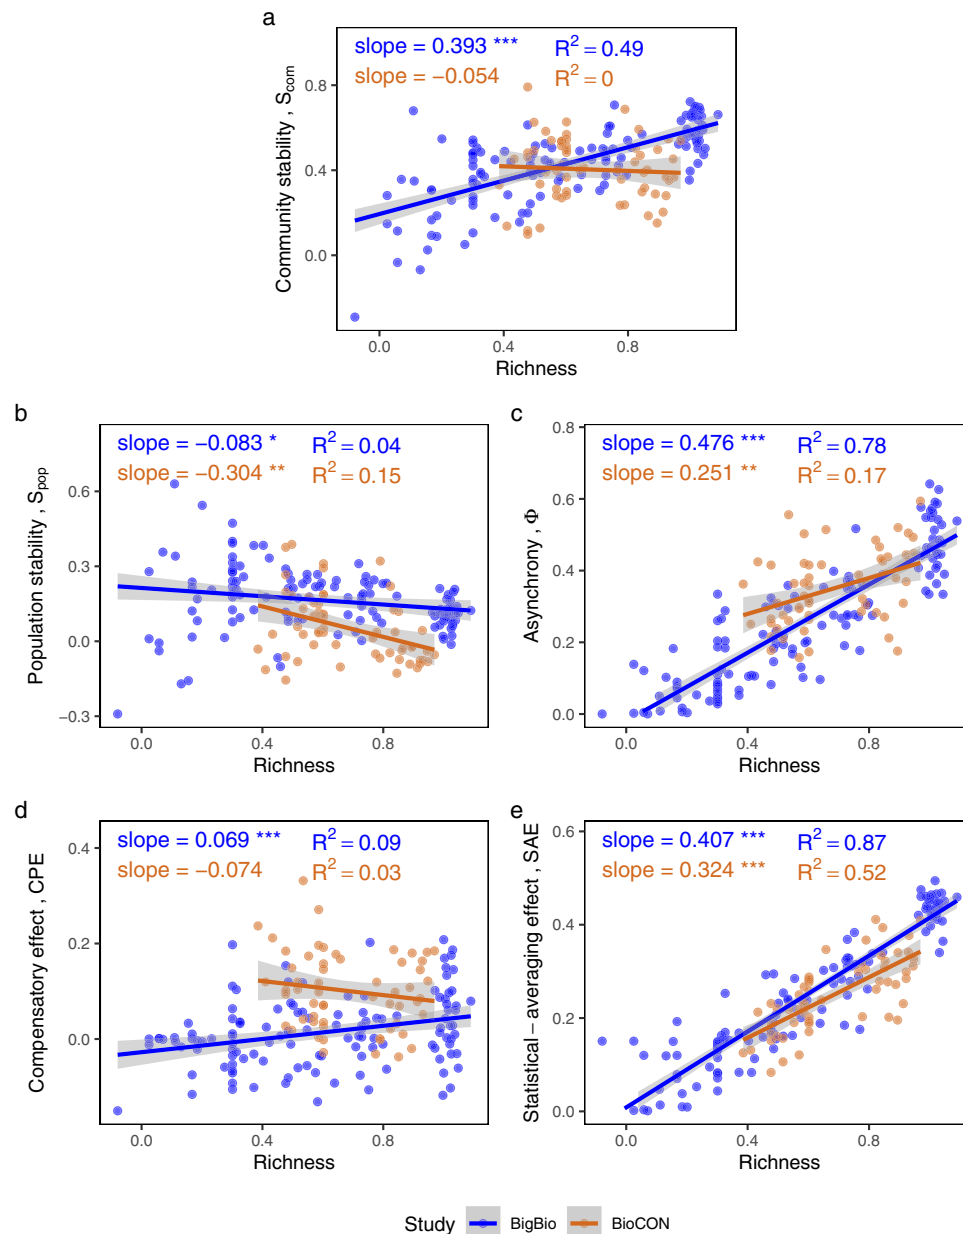 a
slope = 0.393 *** R² = 0.49
slope = −0.054 R² = 0
0.8
0.4
0.0
Community stability , S_com
0.0 0.4 0.8
Richness
b
slope = −0.083 * R² = 0.04
slope = −0.304 ** R² = 0.15
0.6
0.3
0.0
−0.3
Population stability , S_pop
0.0 0.4 0.8
Richness
c
slope = 0.476 *** R² = 0.78
slope = 0.251 ** R² = 0.17
0.8
0.6
0.4
0.2
0.0
Asynchrony , Φ
0.0 0.4 0.8
Richness
d
slope = 0.069 *** R² = 0.09
slope = −0.074 R² = 0.03
0.4
0.2
0.0
Compensatory effect , CPE
0.0 0.4 0.8
Richness
e
slope = 0.407 *** R² = 0.87
slope = 0.324 *** R² = 0.52
0.6
0.4
0.2
0.0
Statistical − averaging effect , SAE
0.0 0.4 0.8
Richness
Study BigBio BioCON